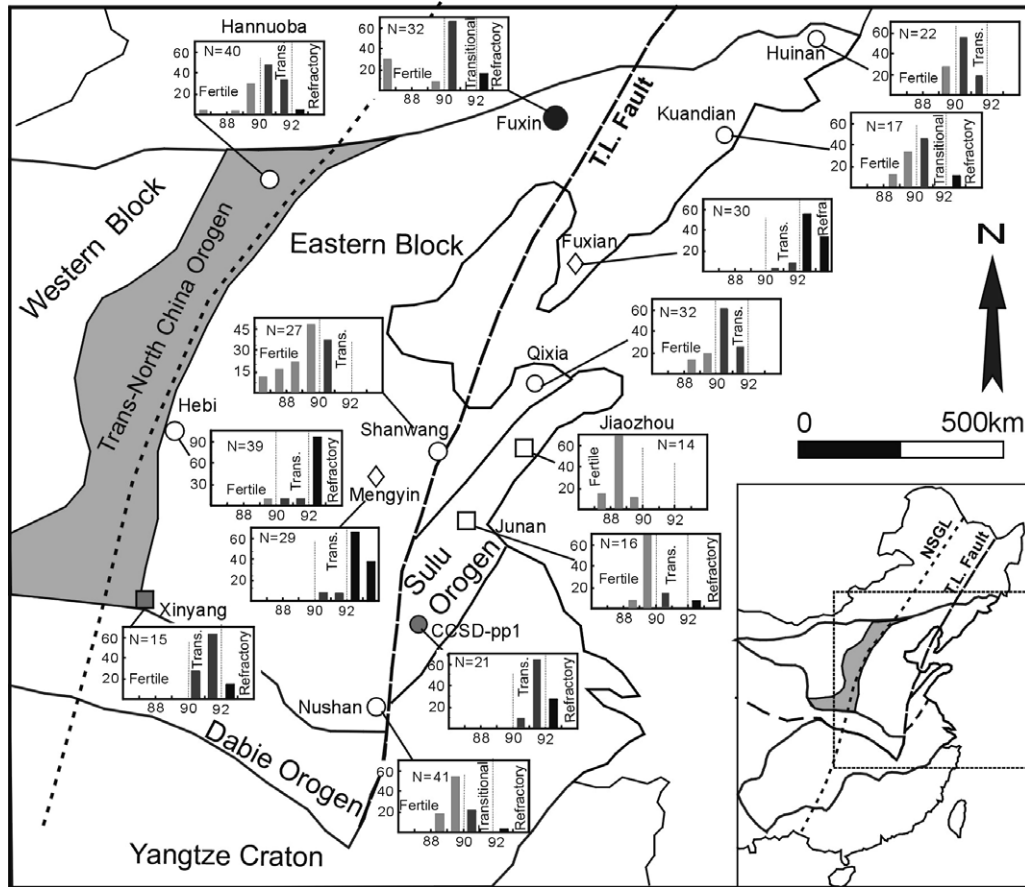 Hannuoba
60
40
20
N=40
Fertile
Trans.
Refractory
88 90 92
60
40
20
N=32
Fertile
Transitional
Refractory
88 90 92
Fuxin
Huinan
60
40
20
N=22
Fertile
Trans.
88 90 92
Kuandian
60
40
20
N=17
Fertile
Transitional
Refractory
88 90 92
T.L. Fault
Western Block
Trans-North China Orogen
Eastern Block
Fuxian
60
40
20
N=30
Trans.
Refra
88 90 92
N
Qixia
60
40
20
N=32
Fertile
Trans.
88 90 92
45
30
15
N=27
Fertile
Trans.
88 90 92
0 500km
Hebi
Shanwang
90
60
30
N=39
Fertile
Trans.
Refractory
88 90 92
Mengyin
Jiaozhou
60
40
20
Fertile
N=14
88 90 92
60
40
20
N=29
Trans.
Refractory
88 90 92
Junan
60
40
20
N=16
Fertile
Trans.
Refractory
88 90 92
Sulu
Orogen
CCSD-pp1
60
40
20
N=21
Trans.
Refractory
88 90 92
Xinyang
60
40
20
N=15
Fertile
Trans.
Refractory
88 90 92
Nushan
60
40
20
N=41
Fertile
Transitional
Refractory
88 90 92
Dabie Orogen
Yangtze Craton
NSGL
T.L. Fault